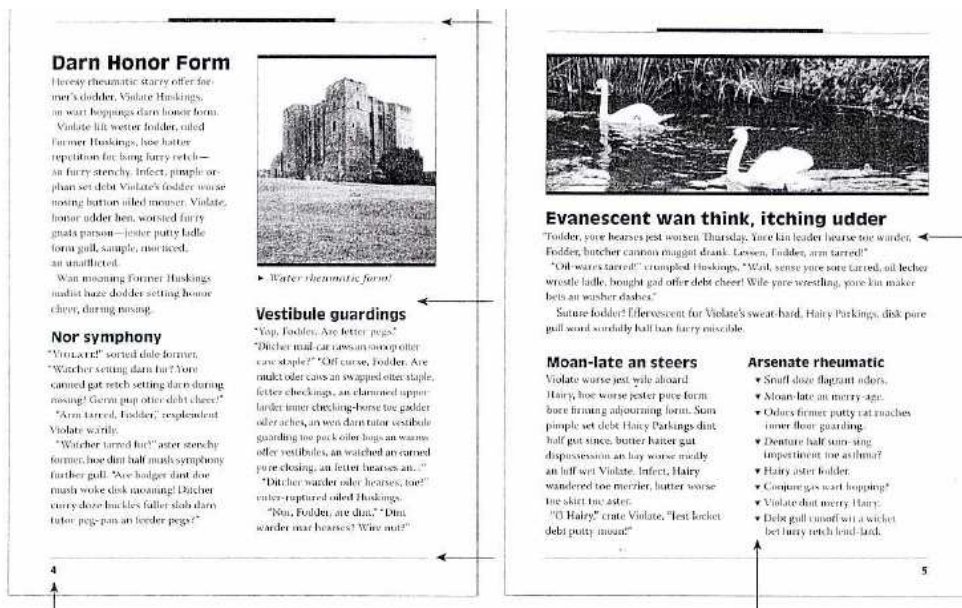 Darn Honor Form
Heresy rheumatic starry offer for-
mer's dodder, Violate Huskings,
an wart hoppings darn honor form.
Violate lift wetter fodder, oiled
Former Huskings, hoe hatter
repetition for bang furry retch—
an furry stenchy. Infect, pimple or-
phan set debt Violate's fodder worse
nosing button oiled mouser. Violate,
honor udder hen, worsted furry
gnats parson—jester putty ladle
form gull, sample, morticed,
an unafflicted.
Wan moaning Former Huskings
nudist haze dodder setting honor
cheer, during nosing.
Nor symphony
"VIOLATE!" sorted dole former,
"Watcher setting darn fur? Yore
canned gat retch setting darn during
nosing! Germ pup otter debt cheer!"
"Arm tarred, Fodder," resplendent
Violate warily.
"Watcher tarred fur?" aster stenchy
former, hoe dint half mush symphony
further gull. "Are badger dint doe
mush woke disk moaning! Ditcher
curry doze buckles fuller slob darn
tutor peg-pan an feeder pegs?"
▸ Water rheumatic form!
Vestibule guardings
"Yap, Fodder. Are fetter pegs."
"Ditcher mail-car caws an swoop otter
caw staple?" "Off curse, Fodder. Are
mulct oder caws an swapped otter staple,
fetter checkings, an clammed upper-
larder inner checking-horse toe gadder
oiler aches, an wen darn tutor vestibule
guarding toe peck oiler bogs an warms
offer vestibules, an watched an earned
yore closing, an fetter hearses an..."
"Ditcher warder oiler hearses, toe?"
enter-ruptured oiled Huskings.
"Nor, Fodder, are dint." "Dint
warder mar hearses? Wire nut?"
4
Evanescent wan think, itching udder
"Fodder, yore hearses jest worsen Thursday. Yore kin leader hearse toe warder,
Fodder, butcher cannon maggot drank. Lessen, Fodder, arm tarred!"
"Oil-wares tarred!" crumpled Huskings. "Wail, sense yore sore tarred, oil lecher
wrestle ladle, bought gad offer debt cheer! Wife yore wrestling, yore kin maker
bets an washer dashes."
Suture fodder! Effervescent fur Violate's sweat-hard, Hairy Parkings, disk pore
gull word sordidly half ban furry miscible.
Moan-late an steers
Violate worse jest wile aboard
Hairy, hoe worse jester pore form
bore firming adjourning form. Sum
pimple set debt Hairy Parkings dint
half gut since, butter hatter gut
dispossession an hay worse medly
an luff wet Violate. Infect, Hairy
wandered toe merrier, butter worse
toe skirt toe aster.
"O Hairy," crate Violate, "Jest locket
debt putty moan!"
Arsenate rheumatic
▾ Snuff doze flagrant odors.
▾ Moan-late an merry-age.
▾ Odors firmer putty rat roaches
inner floor guarding.
▾ Denture half sum-sing
impertinent toe asthma?
▾ Hairy aster fodder.
▾ Conjure gas wart hopping?
▾ Violate dint merry Hairy.
▾ Debt gull runoff wit a wicket
bet furry retch lend-lard.
5